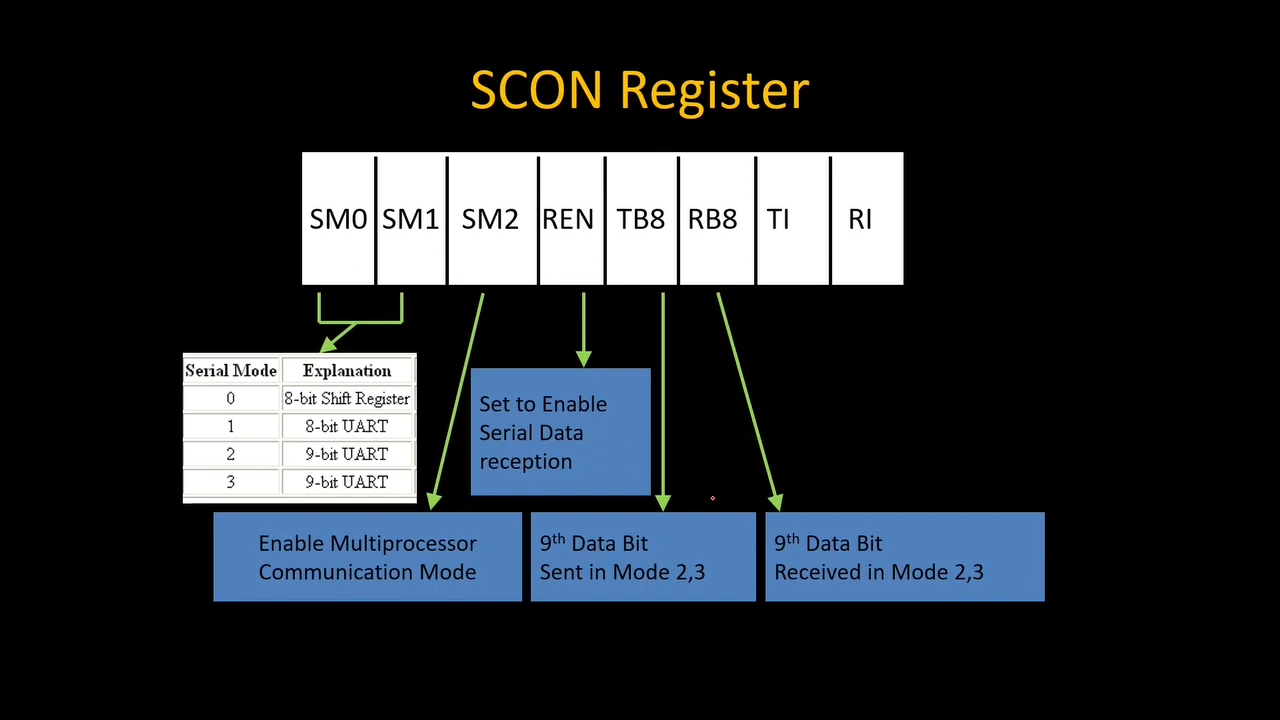 SCON Register
SM0 SM1 SM2 REN TB8 RB8 TI RI
Serial Mode Explanation
0 8-bit Shift Register
1 8-bit UART
2 9-bit UART
3 9-bit UART
Set to Enable
Serial Data
reception
Enable Multiprocessor
Communication Mode
9th Data Bit
Sent in Mode 2,3
9th Data Bit
Received in Mode 2,3